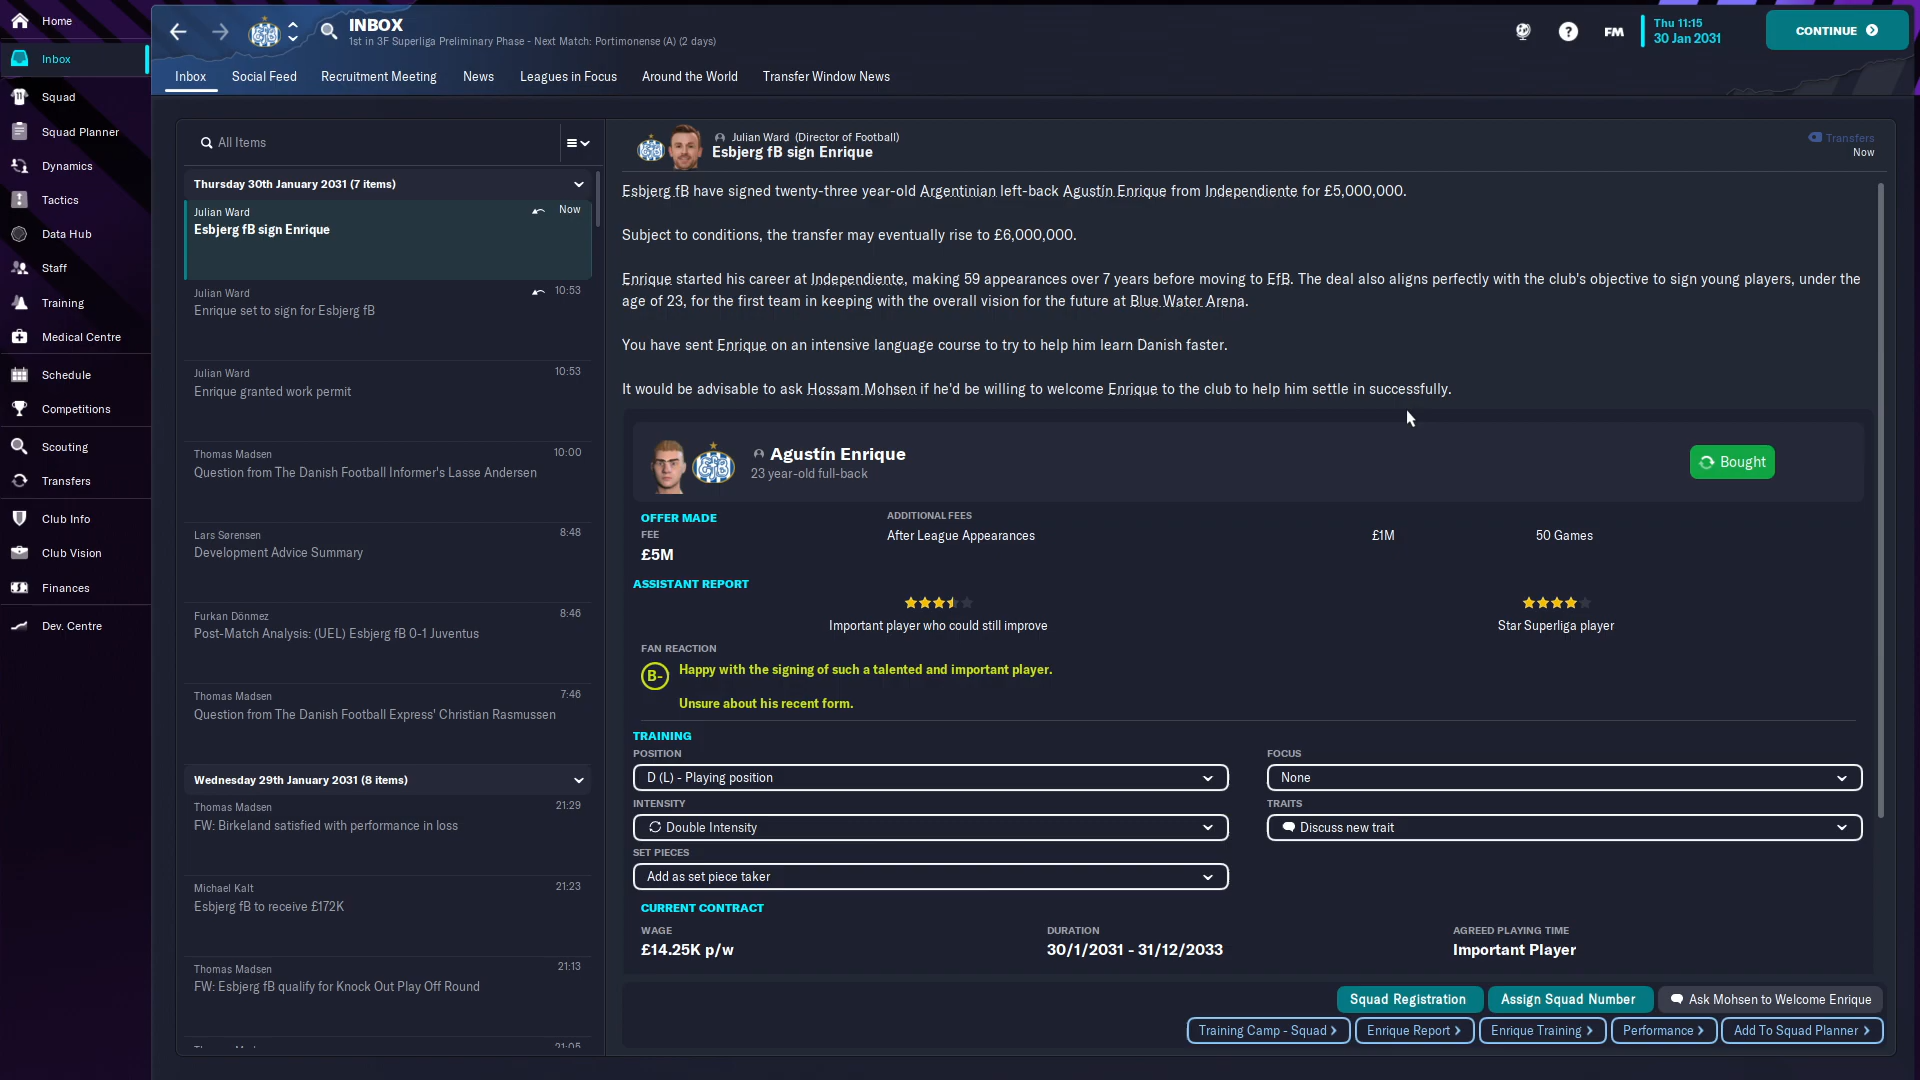 Home
Inbox
Squad
Squad Planner
Dynamics
Tactics
Data Hub
Staff
Training
Medical Centre
Schedule
Competitions
Scouting
Transfers
Club Info
Club Vision
Finances
Dev. Centre
INBOX
1st in 3F Superliga Preliminary Phase - Next Match: Portimonense (A) (2 days)
FM
Thu 11:15
30 Jan 2031
CONTINUE
Inbox Social Feed Recruitment Meeting News Leagues in Focus Around the World Transfer Window News
All Items
Thursday 30th January 2031 (7 items)
Julian Ward Now
Esbjerg fB sign Enrique
Julian Ward 10:53
Enrique set to sign for Esbjerg fB
Julian Ward 10:53
Enrique granted work permit
Thomas Madsen 10:00
Question from The Danish Football Informer's Lasse Andersen
Lars Sørensen 8:48
Development Advice Summary
Furkan Dönmez 8:46
Post-Match Analysis: (UEL) Esbjerg fB 0-1 Juventus
Thomas Madsen 7:46
Question from The Danish Football Express' Christian Rasmussen
Wednesday 29th January 2031 (8 items)
Thomas Madsen 21:29
FW: Birkeland satisfied with performance in loss
Michael Kalt 21:23
Esbjerg fB to receive £172K
Thomas Madsen 21:13
FW: Esbjerg fB qualify for Knock Out Play Off Round
Julian Ward (Director of Football)
Esbjerg fB sign Enrique
Transfers
Now
Esbjerg fB have signed twenty-three year-old Argentinian left-back Agustín Enrique from Independiente for £5,000,000.
Subject to conditions, the transfer may eventually rise to £6,000,000.
Enrique started his career at Independiente, making 59 appearances over 7 years before moving to EfB. The deal also aligns perfectly with the club's objective to sign young players, under the
age of 23, for the first team in keeping with the overall vision for the future at Blue Water Arena.
You have sent Enrique on an intensive language course to try to help him learn Danish faster.
It would be advisable to ask Hossam Mohsen if he'd be willing to welcome Enrique to the club to help him settle in successfully.
Agustín Enrique
23 year-old full-back
Bought
OFFER MADE
FEE
£5M
ADDITIONAL FEES
After League Appearances £1M 50 Games
ASSISTANT REPORT
Important player who could still improve
Star Superliga player
FAN REACTION
B-
Happy with the signing of such a talented and important player.
Unsure about his recent form.
TRAINING
POSITION
D (L) - Playing position
FOCUS
None
INTENSITY
Double Intensity
TRAITS
Discuss new trait
SET PIECES
Add as set piece taker
CURRENT CONTRACT
WAGE
£14.25K p/w
DURATION
30/1/2031 - 31/12/2033
AGREED PLAYING TIME
Important Player
Squad Registration
Assign Squad Number
Ask Mohsen to Welcome Enrique
Training Camp - Squad
Enrique Report
Enrique Training
Performance
Add To Squad Planner